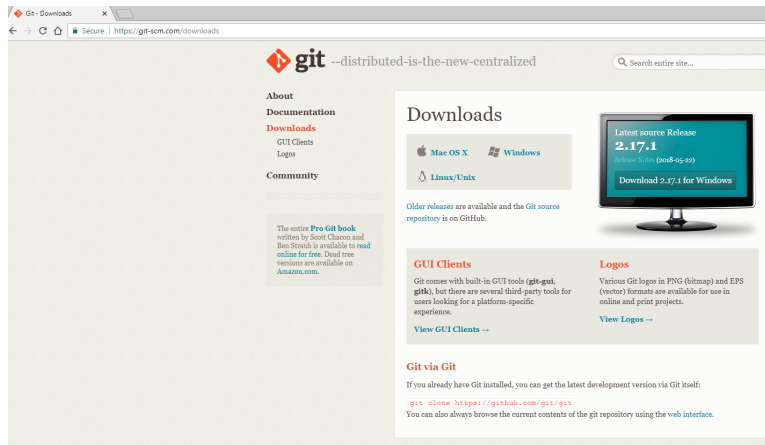 Git - Downloads
Secure | https://git-scm.com/downloads
git --distributed-is-the-new-centralized
Search entire site...
About
Documentation
Downloads
GUI Clients
Logos
Community
The entire Pro Git book
written by Scott Chacon and
Ben Straub is available to read
online for free. Dead tree
versions are available on
Amazon.com.
Downloads
Mac OS X
Windows
Linux/Unix
Older releases are available and the Git source
repository is on GitHub.
Latest source Release
2.17.1
Release Notes (2018-05-22)
Download 2.17.1 for Windows
GUI Clients
Git comes with built-in GUI tools (git-gui,
gitk), but there are several third-party tools for
users looking for a platform-specific
experience.
View GUI Clients →
Logos
Various Git logos in PNG (bitmap) and EPS
(vector) formats are available for use in
online and print projects.
View Logos →
Git via Git
If you already have Git installed, you can get the latest development version via Git itself:
git clone https://github.com/git/git
You can also always browse the current contents of the git repository using the web interface.